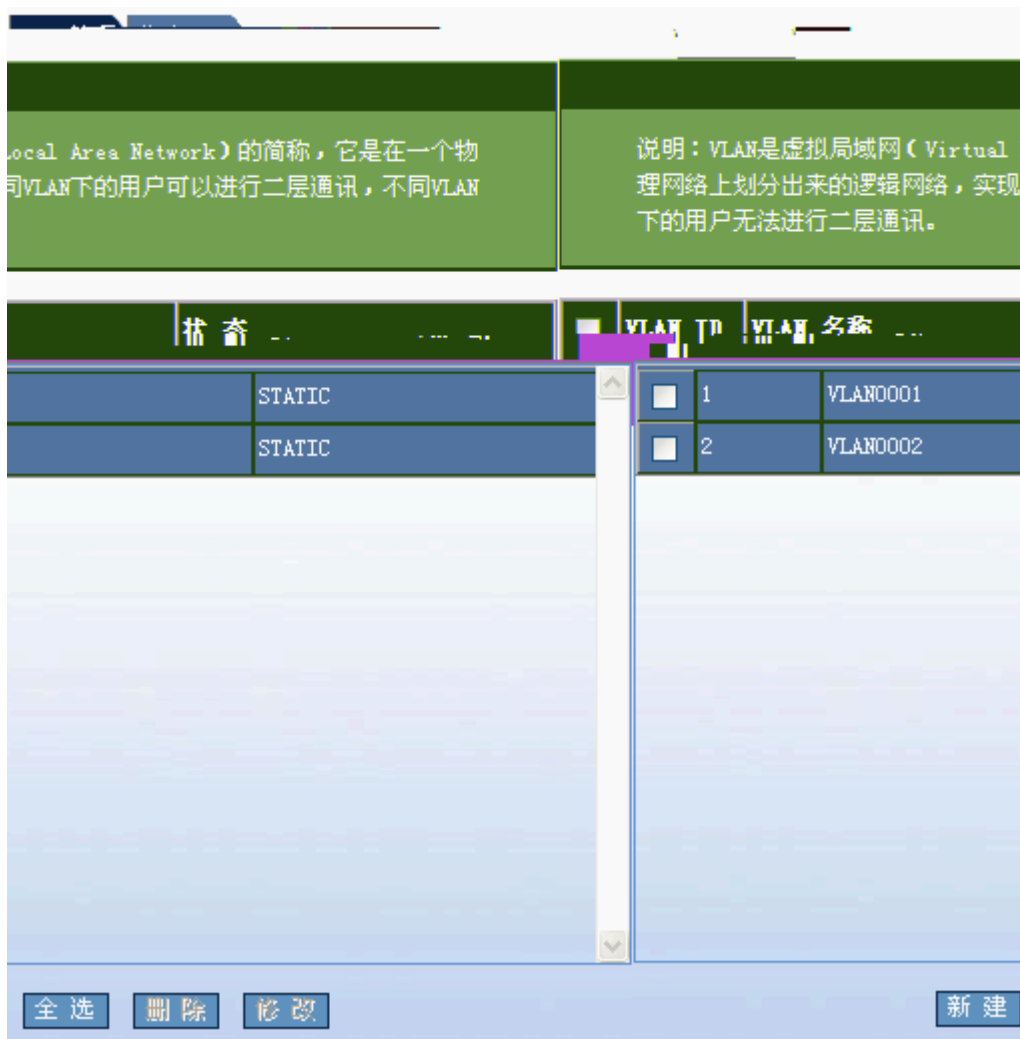 ocal Area Network)的简称,它是在一个物
同VLAN下的用户可以进行二层通讯,不同VLAN
说明:VLAN是虚拟局域网(Virtual
理网络上划分出来的逻辑网络,实现
下的用户无法进行二层通讯。
状 态
VLAN ID VLAN 名称
STATIC
STATIC
1 VLAN0001
2 VLAN0002
全 选 删 除 修 改
新 建